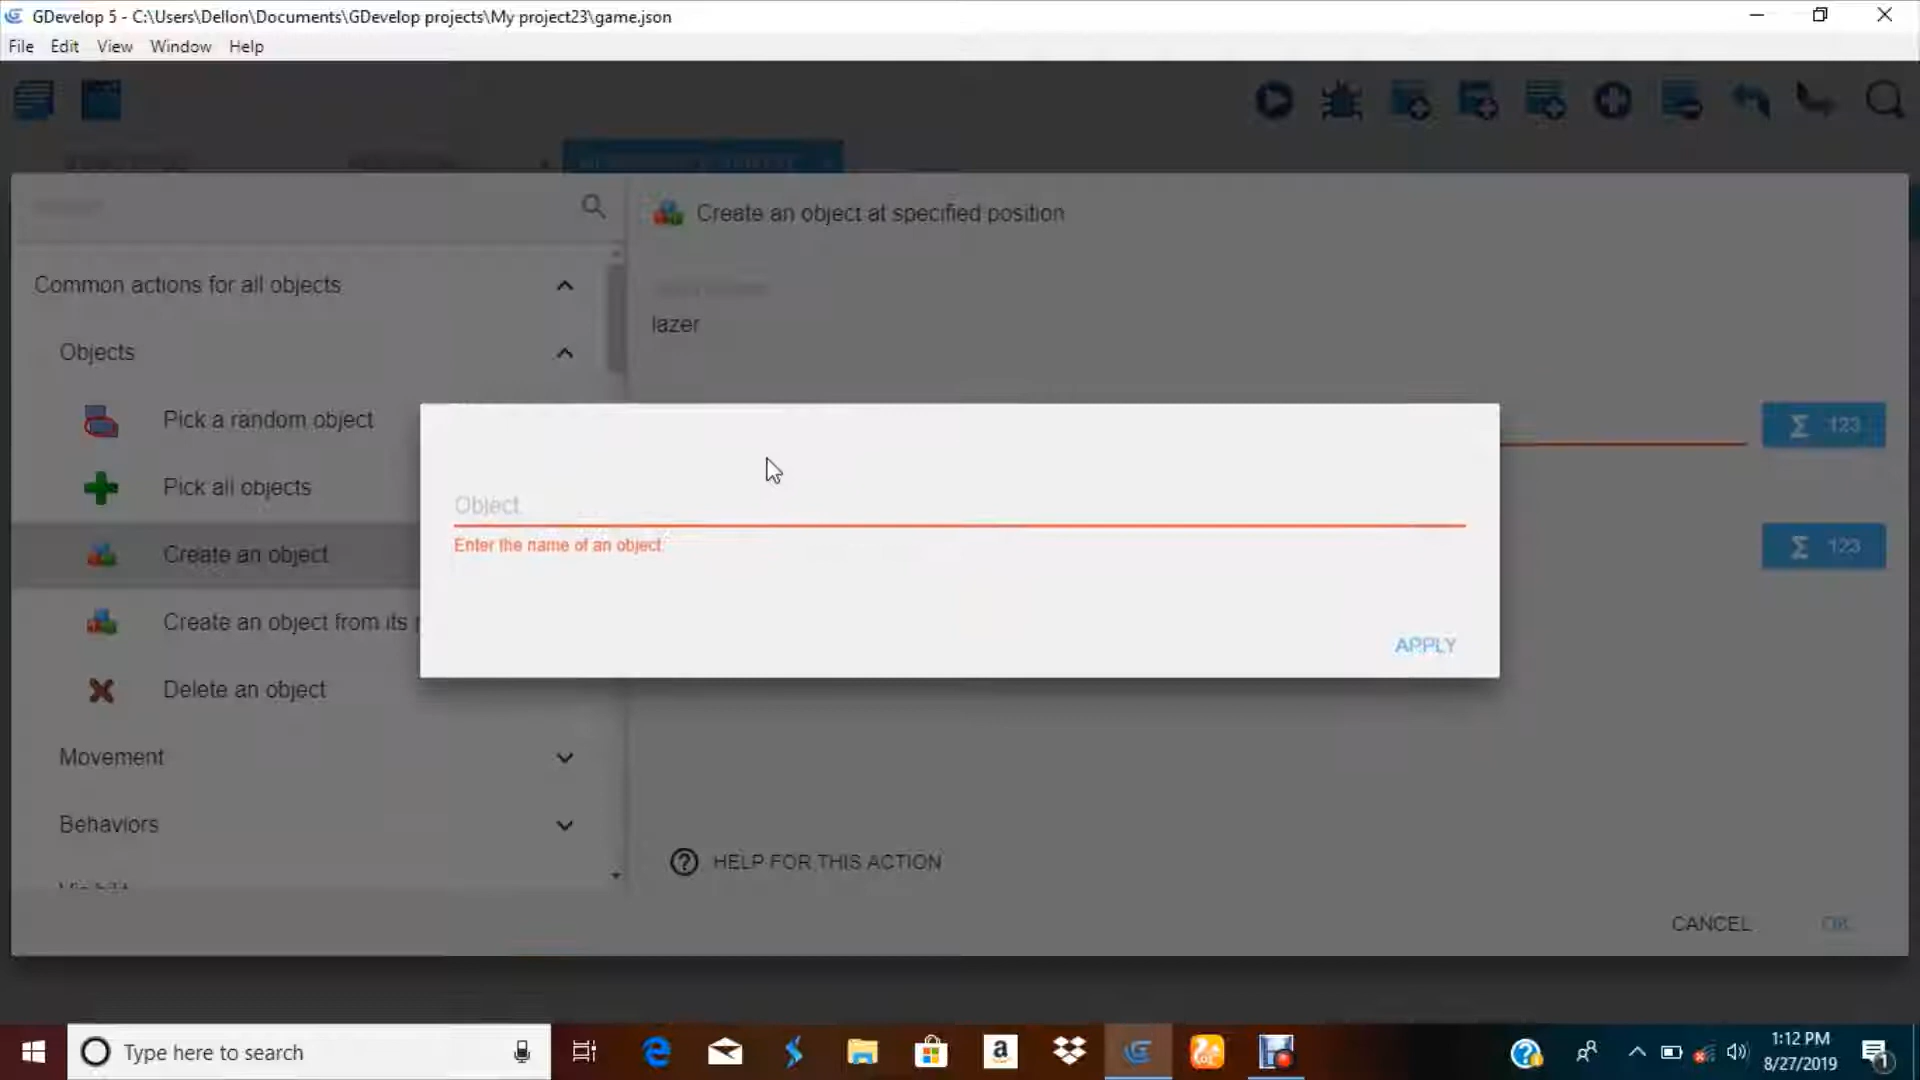 GDevelop 5 - C:\Users\Dellon\Documents\GDevelop projects\My project23\game.json
File Edit View Window Help
Create an object at specified position
Common actions for all objects
lazer
Objects
Pick a random object
Σ 123
Pick all objects
Object
Enter the name of an object
Create an object
Σ 123
Create an object from its
APPLY
Delete an object
Movement
Behaviors
HELP FOR THIS ACTION
CANCEL OK
Type here to search
1:12 PM
8/27/2019
1